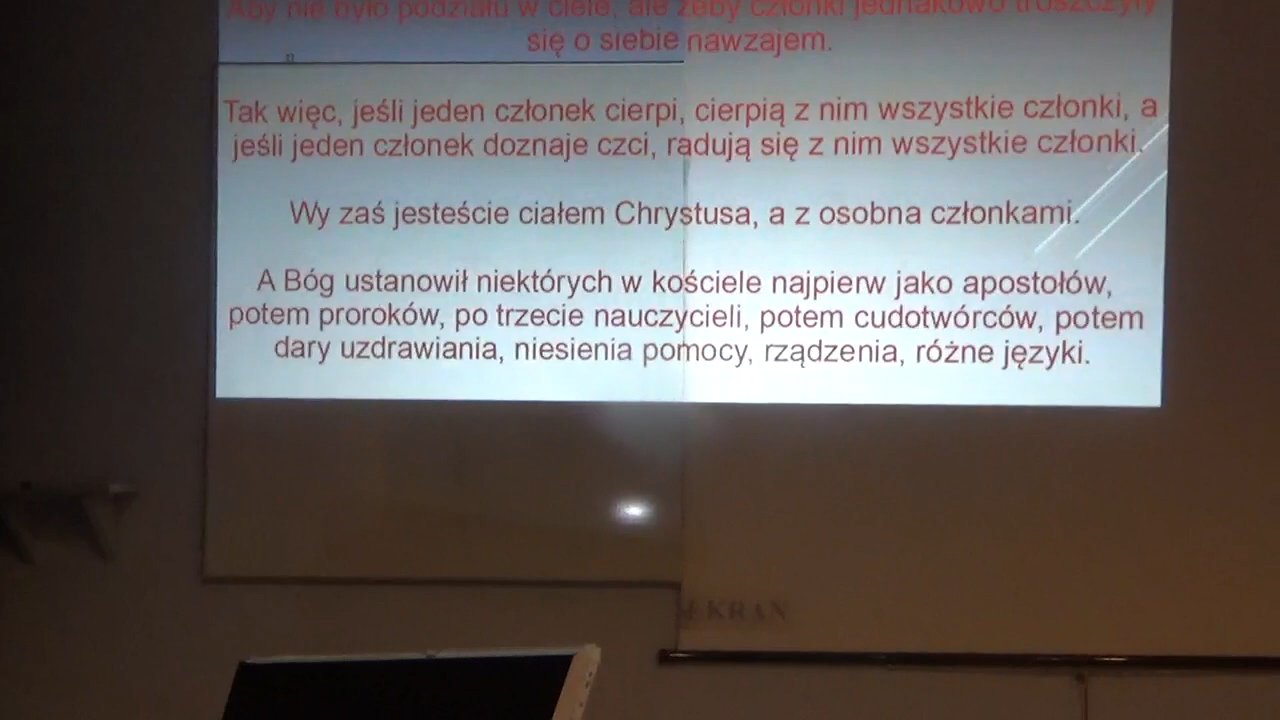 Aby nie było podziału w ciele, ale żeby członki jednakowo troszczyły
się o siebie nawzajem.
Tak więc, jeśli jeden członek cierpi, cierpią z nim wszystkie członki, a
jeśli jeden członek doznaje czci, radują się z nim wszystkie członki.
Wy zaś jesteście ciałem Chrystusa, a z osobna członkami.
A Bóg ustanowił niektórych w kościele najpierw jako apostołów,
potem proroków, po trzecie nauczycieli, potem cudotwórców, potem
dary uzdrawiania, niesienia pomocy, rządzenia, różne języki.
EKRAN